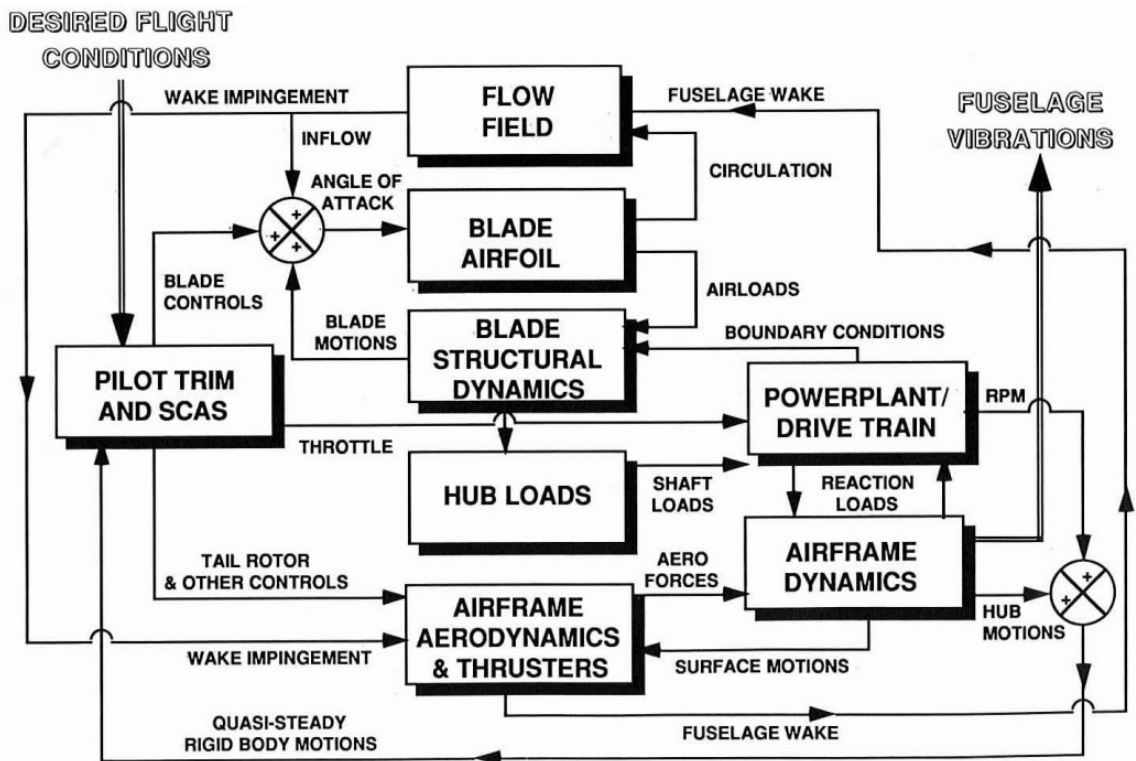 DESIRED FLIGHT
CONDITIONS
WAKE IMPINGEMENT
FLOW
FIELD
FUSELAGE WAKE
FUSELAGE
VIBRATIONS
INFLOW
CIRCULATION
ANGLE OF
ATTACK
+
+
+
BLADE
AIRFOIL
BLADE
CONTROLS
AIRLOADS
BLADE
MOTIONS
BLADE
STRUCTURAL
DYNAMICS
BOUNDARY CONDITIONS
PILOT TRIM
AND SCAS
POWERPLANT/
DRIVE TRAIN
RPM
THROTTLE
HUB LOADS
SHAFT
LOADS
REACTION
LOADS
TAIL ROTOR
& OTHER CONTROLS
AERO
FORCES
AIRFRAME
DYNAMICS
+
+
HUB
MOTIONS
AIRFRAME
AERODYNAMICS
& THRUSTERS
WAKE IMPINGEMENT
SURFACE MOTIONS
QUASI-STEADY
RIGID BODY MOTIONS
FUSELAGE WAKE